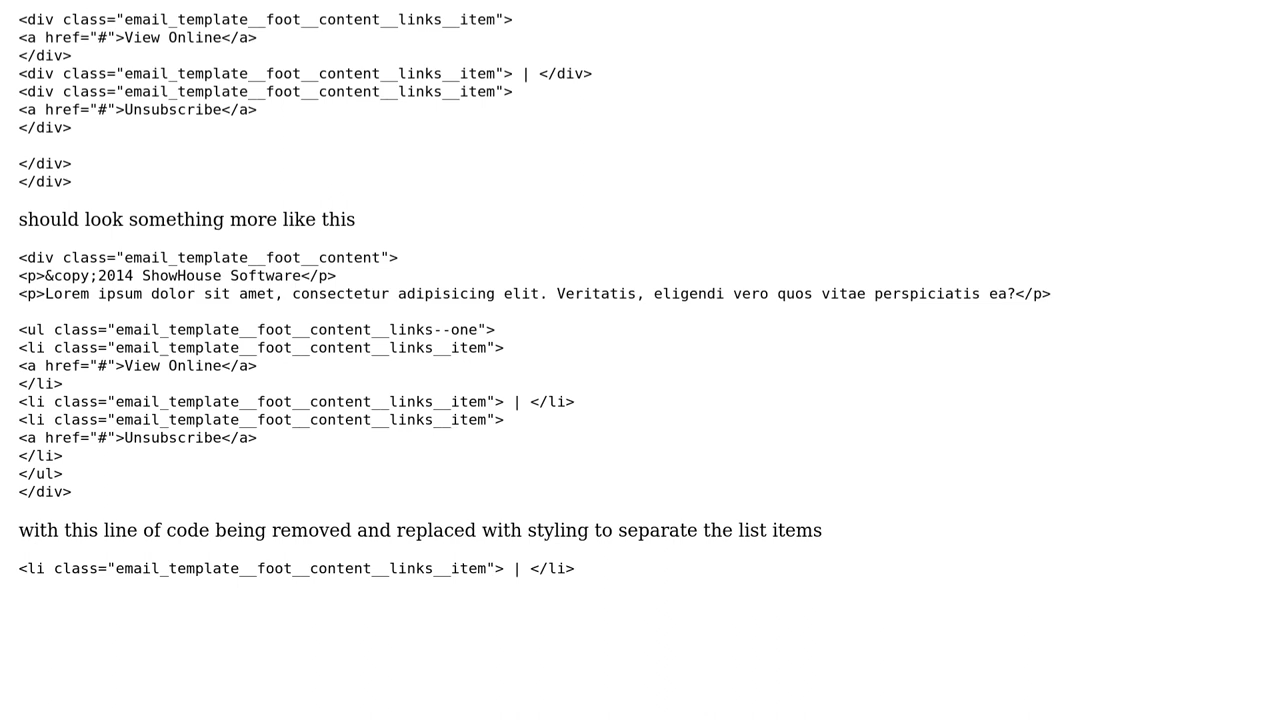 <div class="email_template__foot__content__links__item">
<a href="#">View Online</a>
</div>
<div class="email_template__foot__content__links__item"> | </div>
<div class="email_template__foot__content__links__item">
<a href="#">Unsubscribe</a>
</div>
</div>
</div>
should look something more like this
<div class="email_template__foot__content">
<p>&copy;2014 ShowHouse Software</p>
<p>Lorem ipsum dolor sit amet, consectetur adipisicing elit. Veritatis, eligendi vero quos vitae perspiciatis ea?</p>
<ul class="email_template__foot__content__links--one">
<li class="email_template__foot__content__links__item">
<a href="#">View Online</a>
</li>
<li class="email_template__foot__content__links__item"> | </li>
<li class="email_template__foot__content__links__item">
<a href="#">Unsubscribe</a>
</li>
</ul>
</div>
with this line of code being removed and replaced with styling to separate the list items
<li class="email_template__foot__content__links__item"> | </li>